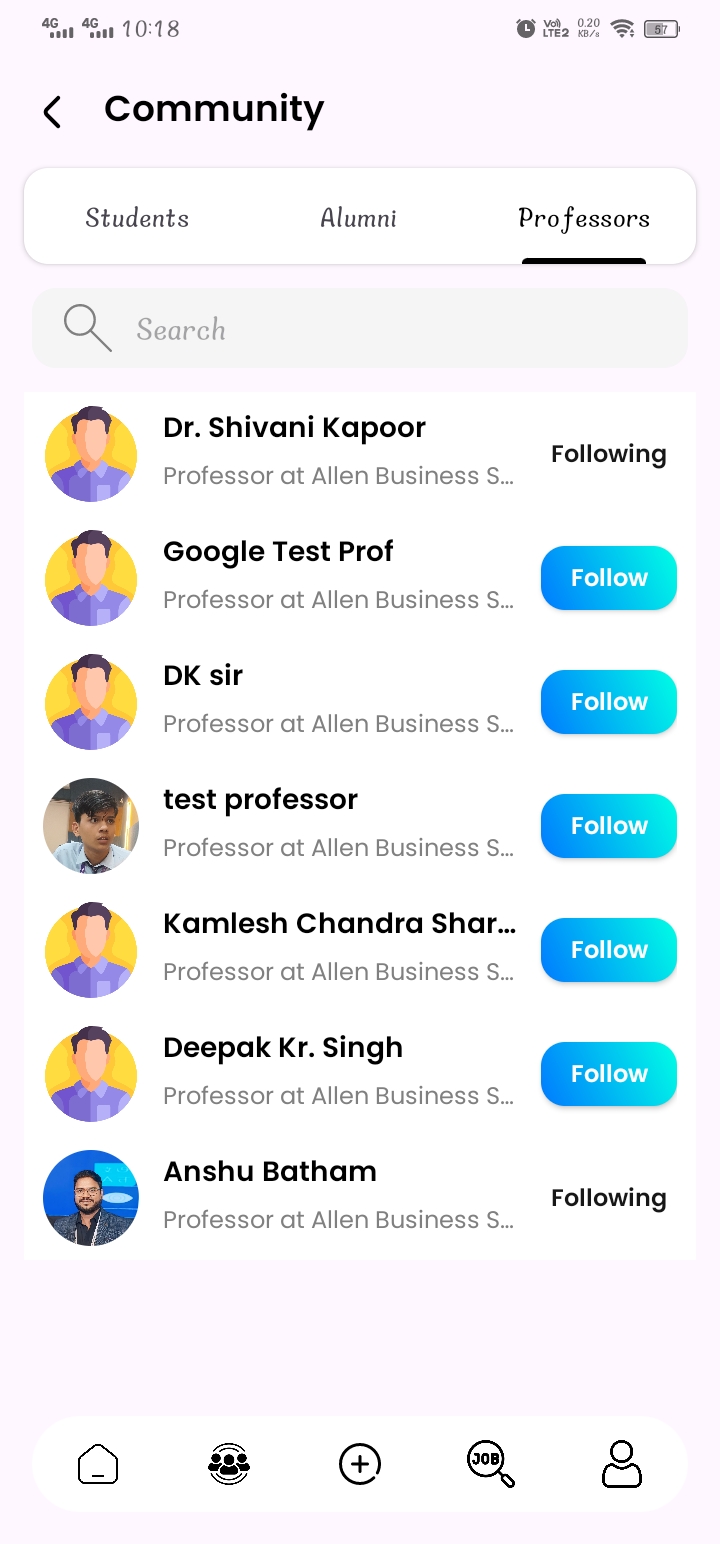 4G 4G 10:18 Vo) LTE2 0.20 KB/s 57
Community
Students Alumni Professors
Search
Dr. Shivani Kapoor
Professor at Allen Business S...
Following
Google Test Prof
Professor at Allen Business S...
Follow
DK sir
Professor at Allen Business S...
Follow
test professor
Professor at Allen Business S...
Follow
Kamlesh Chandra Shar...
Professor at Allen Business S...
Follow
Deepak Kr. Singh
Professor at Allen Business S...
Follow
Anshu Batham
Professor at Allen Business S...
Following
JOB